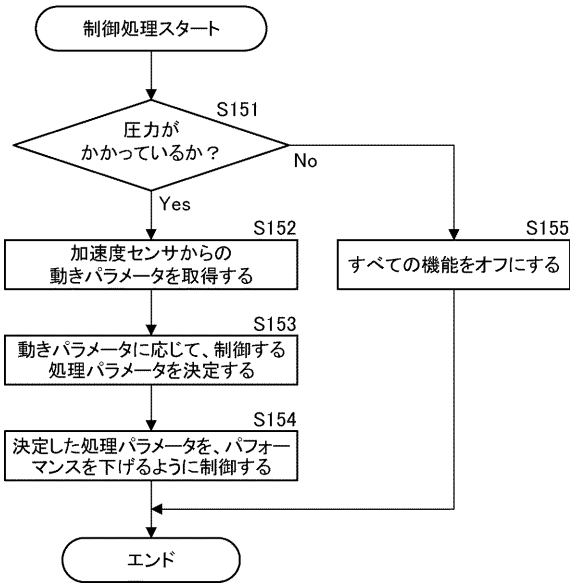 制御処理スタート
S151
圧力が
かかっているか？
No
Yes
S152
加速度センサからの
動きパラメータを取得する
S155
すべての機能をオフにする
S153
動きパラメータに応じて、制御する
処理パラメータを決定する
S154
決定した処理パラメータを、パフォー
マンスを下げるように制御する
エンド